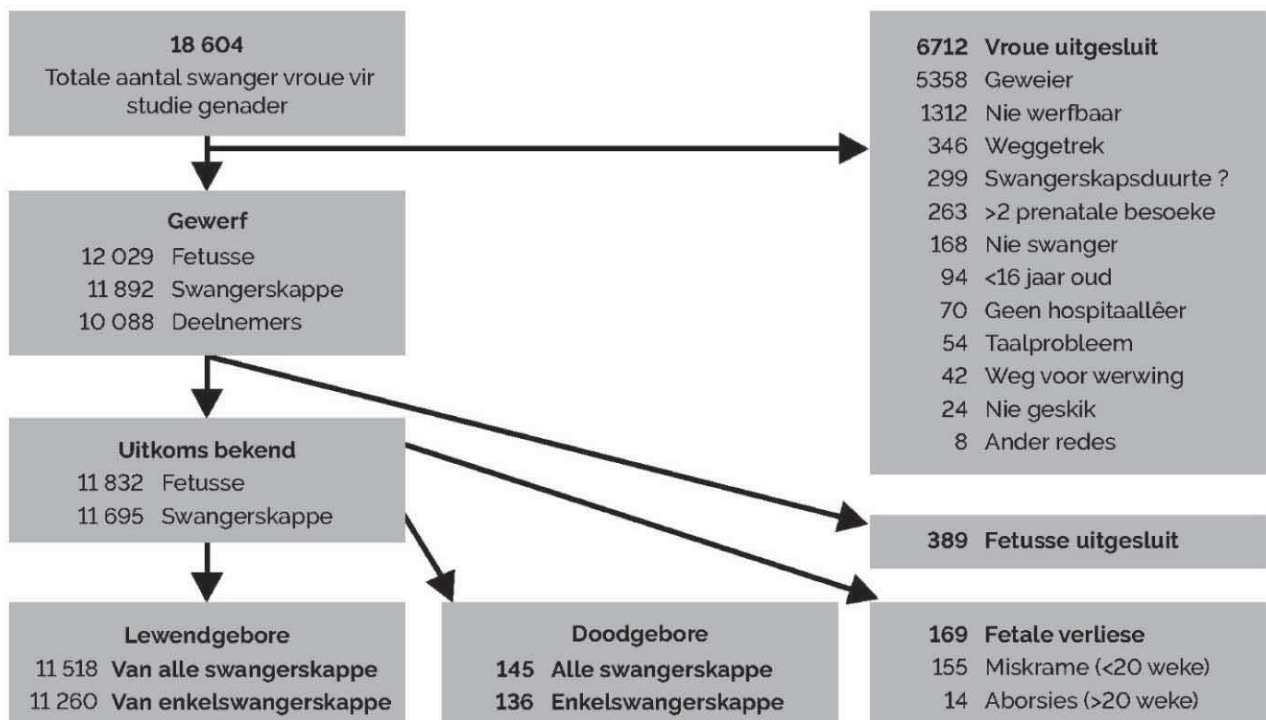 18 604
Totale aantal swanger vroue vir
studie genader
6712 Vroue uitgesluit
5358 Geweier
1312 Nie werfbaar
346 Weggetrek
299 Swangerskapsduurte ?
263 >2 prenatale besoeke
168 Nie swanger
94 <16 jaar oud
70 Geen hospitaallêer
54 Taalprobleem
42 Weg voor werwing
24 Nie geskik
8 Ander redes
Gewerf
12 029 Fetusse
11 892 Swangerskappe
10 088 Deelnemers
Uitkoms bekend
11 832 Fetusse
11 695 Swangerskappe
389 Fetusse uitgesluit
Lewendgebore
11 518 Van alle swangerskappe
11 260 Van enkelswangerskappe
Doodgebore
145 Alle swangerskappe
136 Enkelswangerskappe
169 Fetale verliese
155 Miskrame (<20 weke)
14 Aborsies (>20 weke)